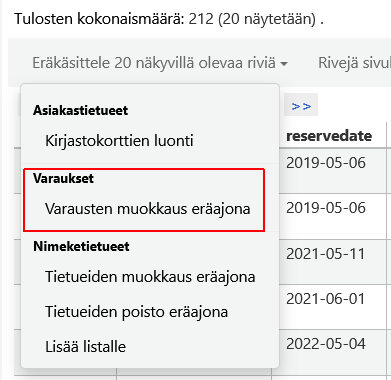 Tulosten kokonaismäärä: 212 (20 näytetään) .
Eräkäsittele 20 näkyvillä olevaa riviä
Rivejä
>>
Asiakastietueet
Kirjastokorttien luonti
reservedate
2019-05-06
Varaukset
Varausten muokkaus eräajona
2019-05-06
Nimeketietueet
2021-05-11
Tietueiden muokkaus eräajona
2021-06-01
Tietueiden poisto eräajona
Lisää listalle
2022-05-04